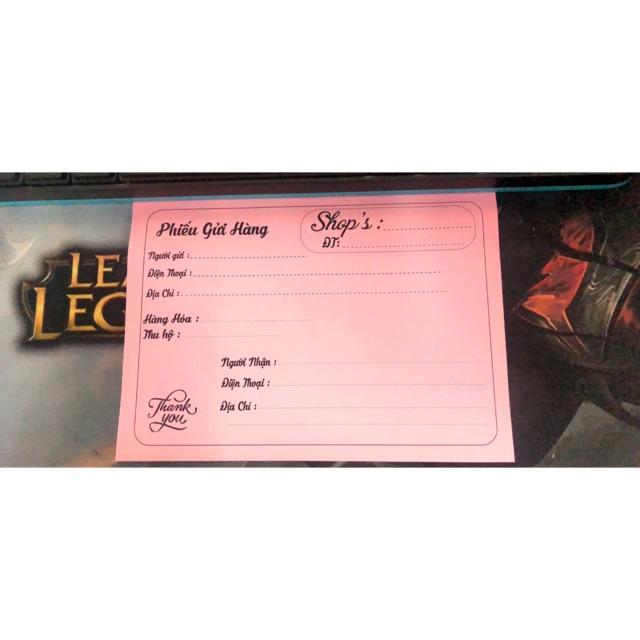 Phiếu Gửi Hàng
Shop's :
ĐT:
Người gửi :
Điện Thoại :
Địa Chỉ :
Hàng Hóa :
Thu hộ :
Người Nhận :
Điện Thoại :
Địa Chỉ :
Thank
you
LEA
LEG